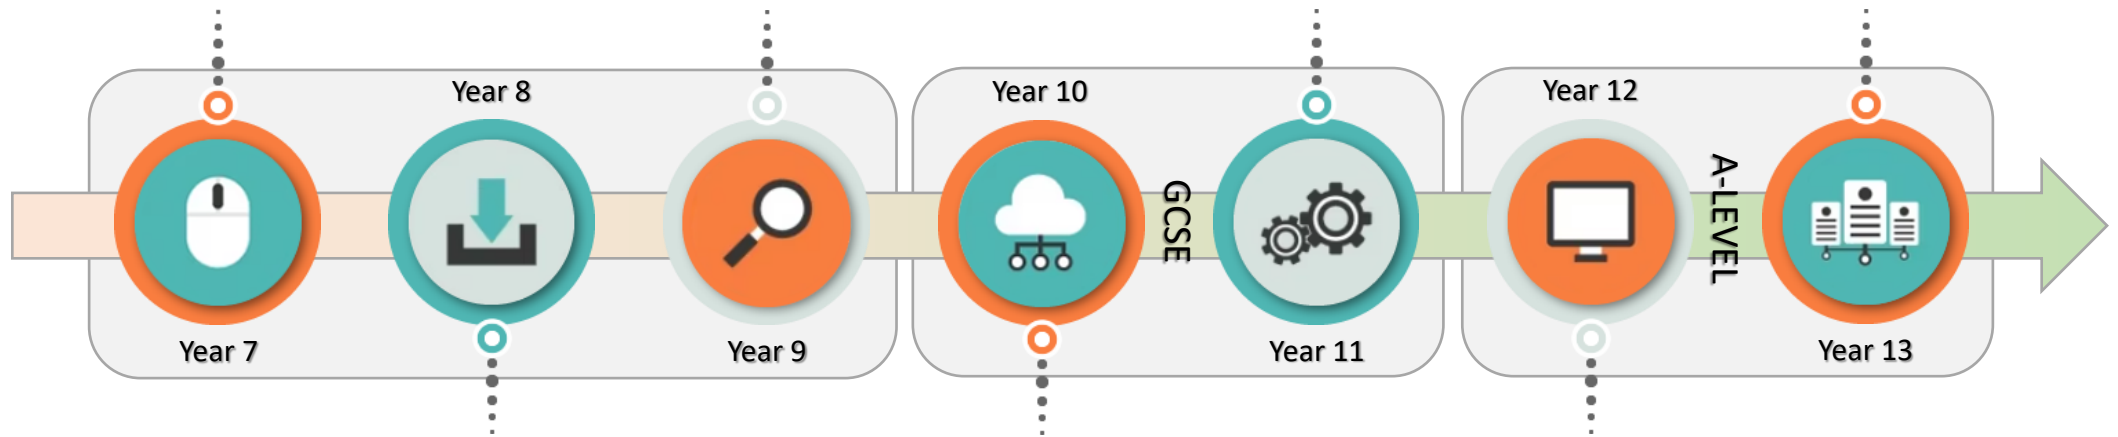 Year 7
Year 8
Year 9
Year 10
GCSE
Year 11
Year 12
A-LEVEL
Year 13